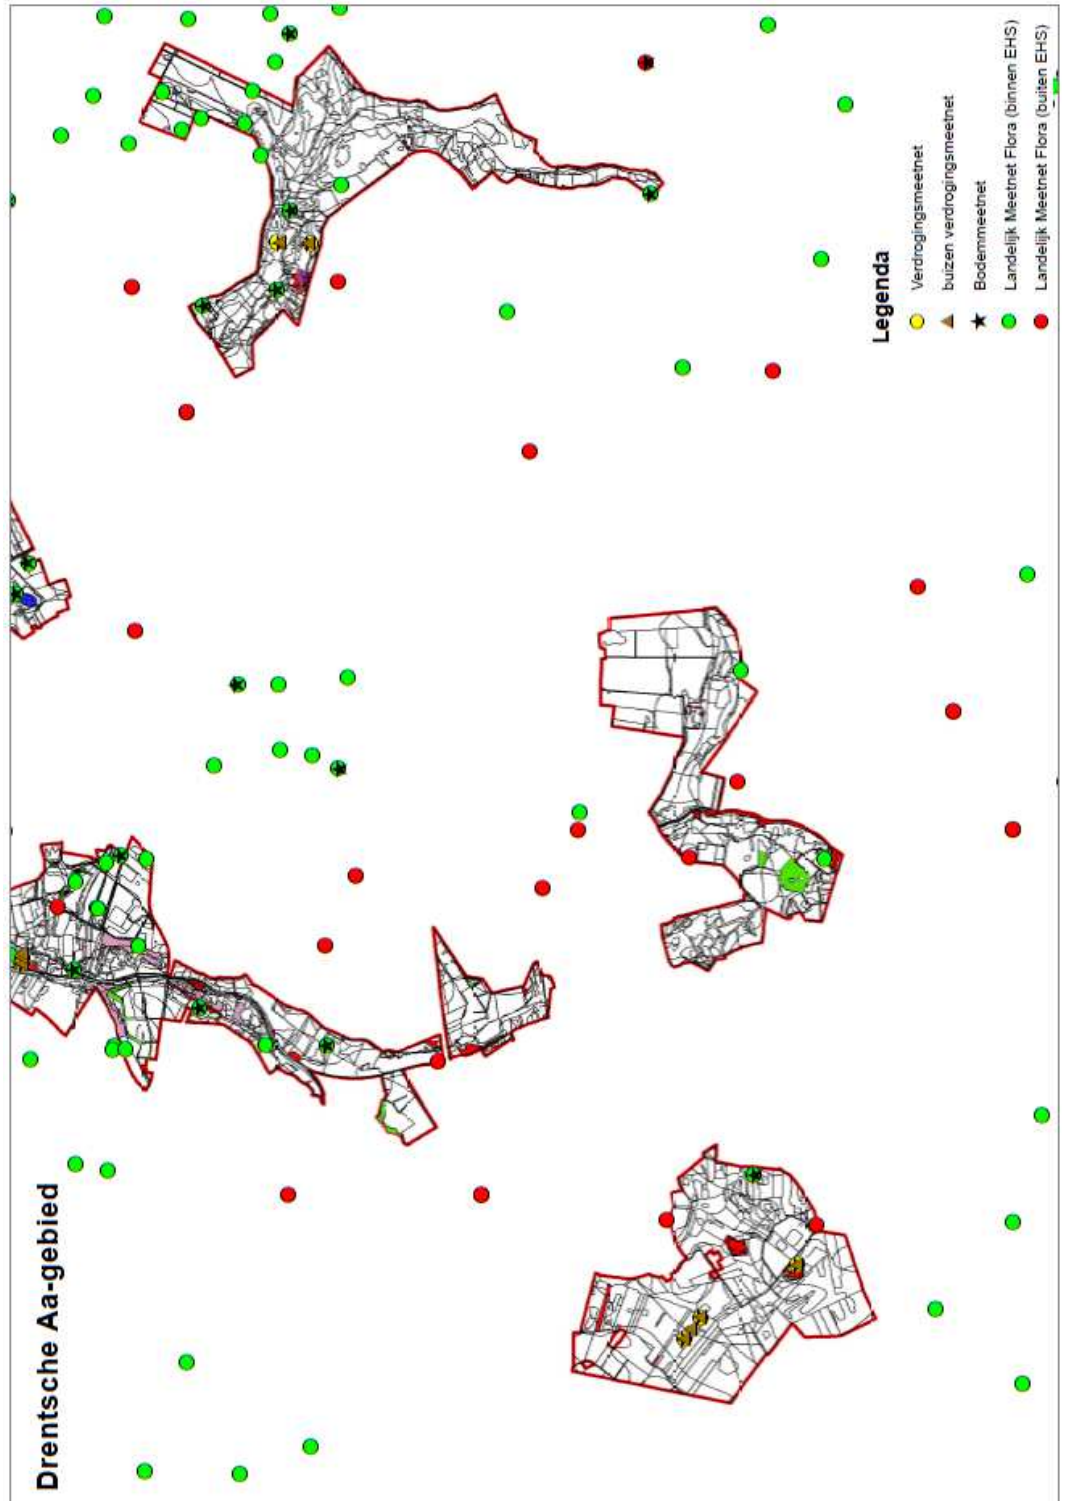 Drentsche Aa-gebied
Legenda
Verdrogingsmeetnet
buizen verdrogingsmeetnet
Bodemmeetnet
Landelijk Meetnet Flora (binnen EHS)
Landelijk Meetnet Flora (buiten EHS)